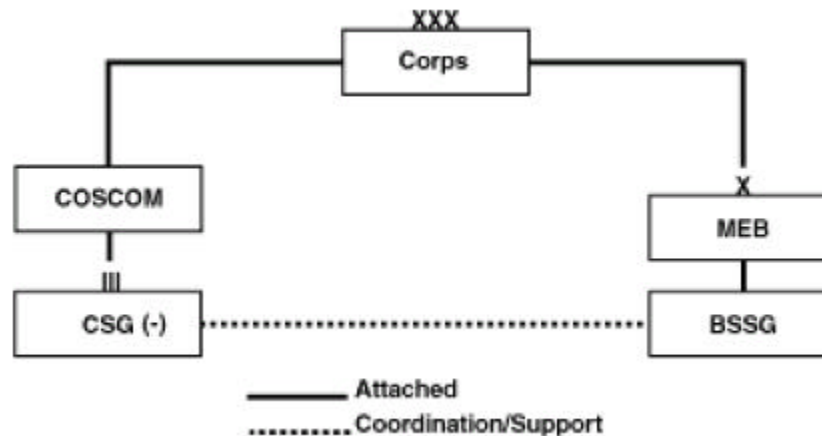 XXX
Corps
COSCOM
X
MEB
III
CSG (-)
BSSG
Attached
Coordination/Support